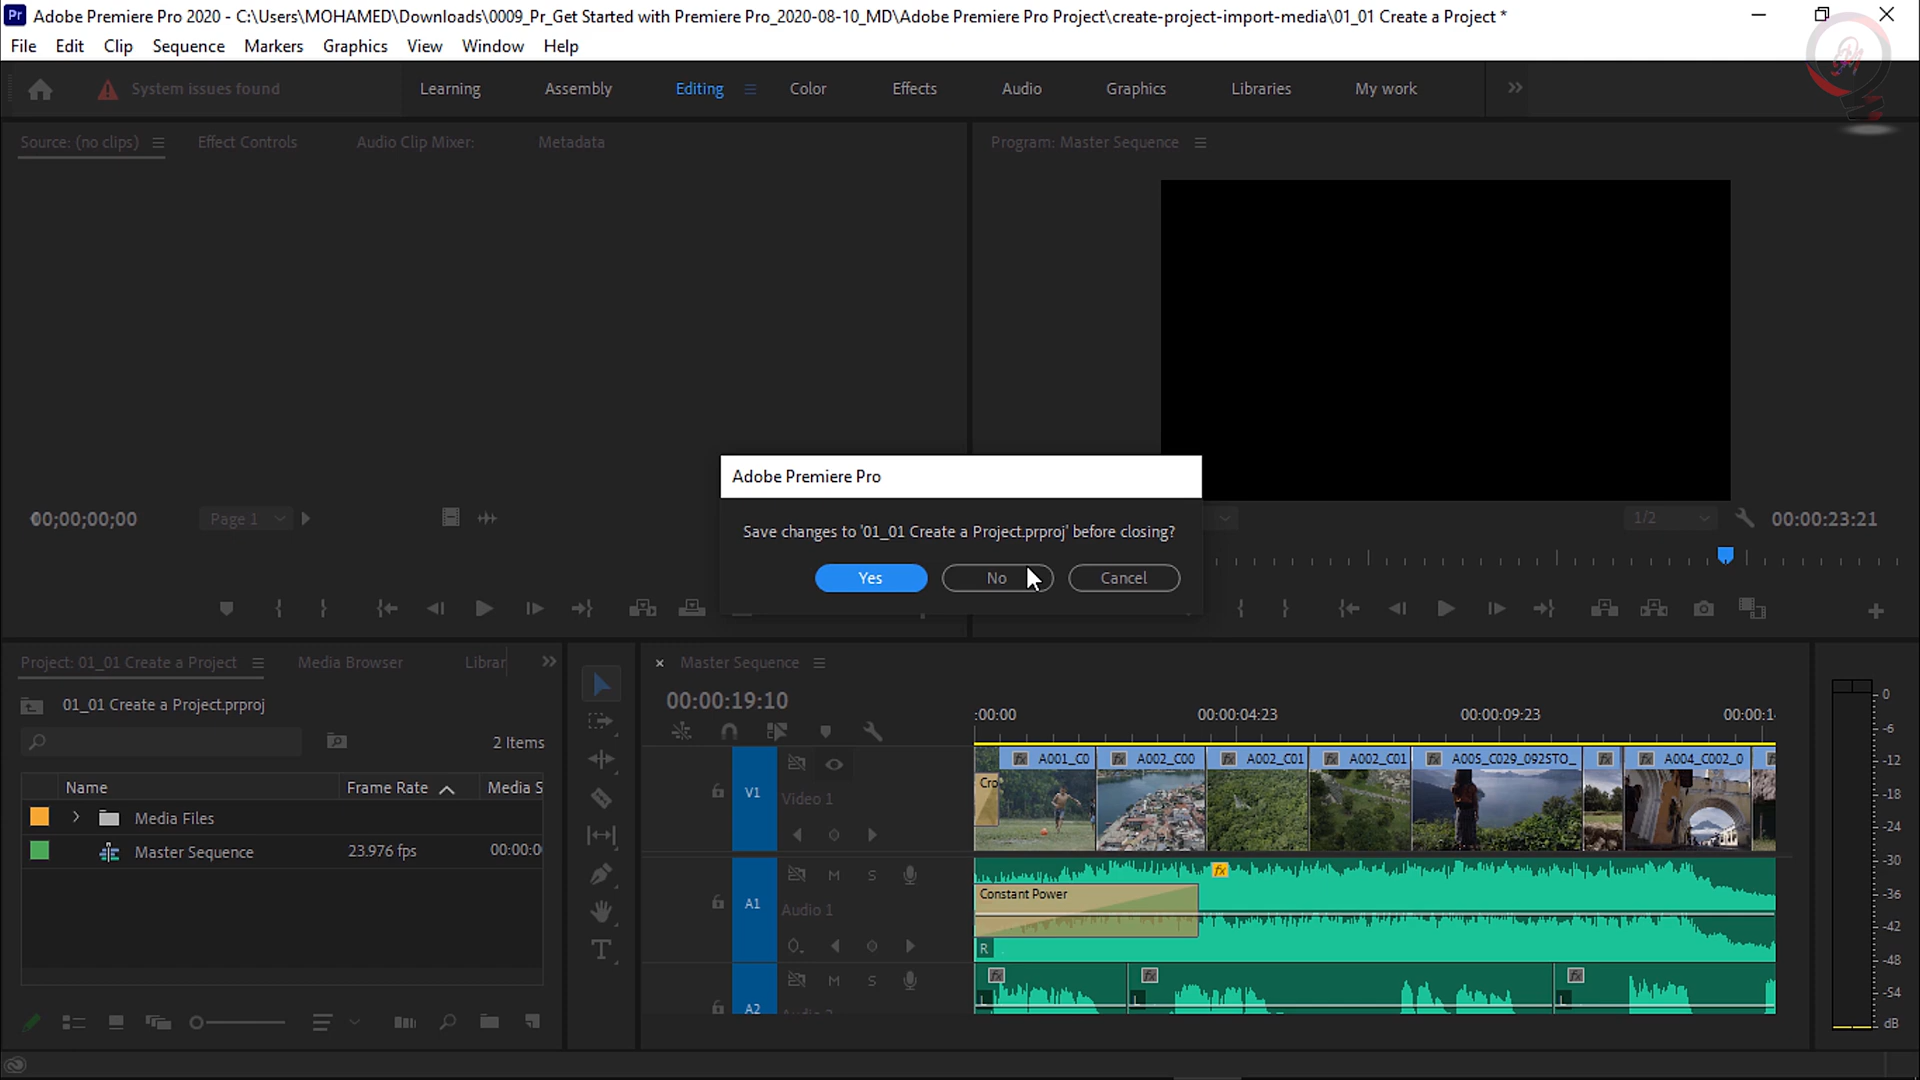 Adobe Premiere Pro 2020 - C:\Users\MOHAMED\Downloads\0009_Pr_Get Started with Premiere Pro_2020-08-10_MD\Adobe Premiere Pro Project\create-project-import-media\01_01 Create a Project *
File Edit Clip Sequence Markers Graphics View Window Help
System issues found Learning Assembly Editing Color Effects Audio Graphics Libraries My work
Source: (no clips) Effect Controls Audio Clip Mixer: Metadata Program: Master Sequence
Adobe Premiere Pro
Save changes to '01_01 Create a Project.prproj' before closing?
Yes No Cancel
00;00;00;00 Page 1 1/2 00:00:23:21
Project: 01_01 Create a Project Media Browser Librar
01_01 Create a Project.prproj
2 Items
Name Frame Rate Media S
Media Files
Master Sequence 23.976 fps 00:00:0
Master Sequence
00:00:19:10
:00:00 00:00:04:23 00:00:09:23 00:00:1
A001_C0 A002_C00 A002_C01 A002_C01 A005_C029_0925TO_ A004_C002_0
V1 Video 1
Cro
A1 M S
Audio 1
Constant Power
R
A2 M S
L L L
0
-6
-12
-18
-24
-30
-36
-42
-48
-54
dB